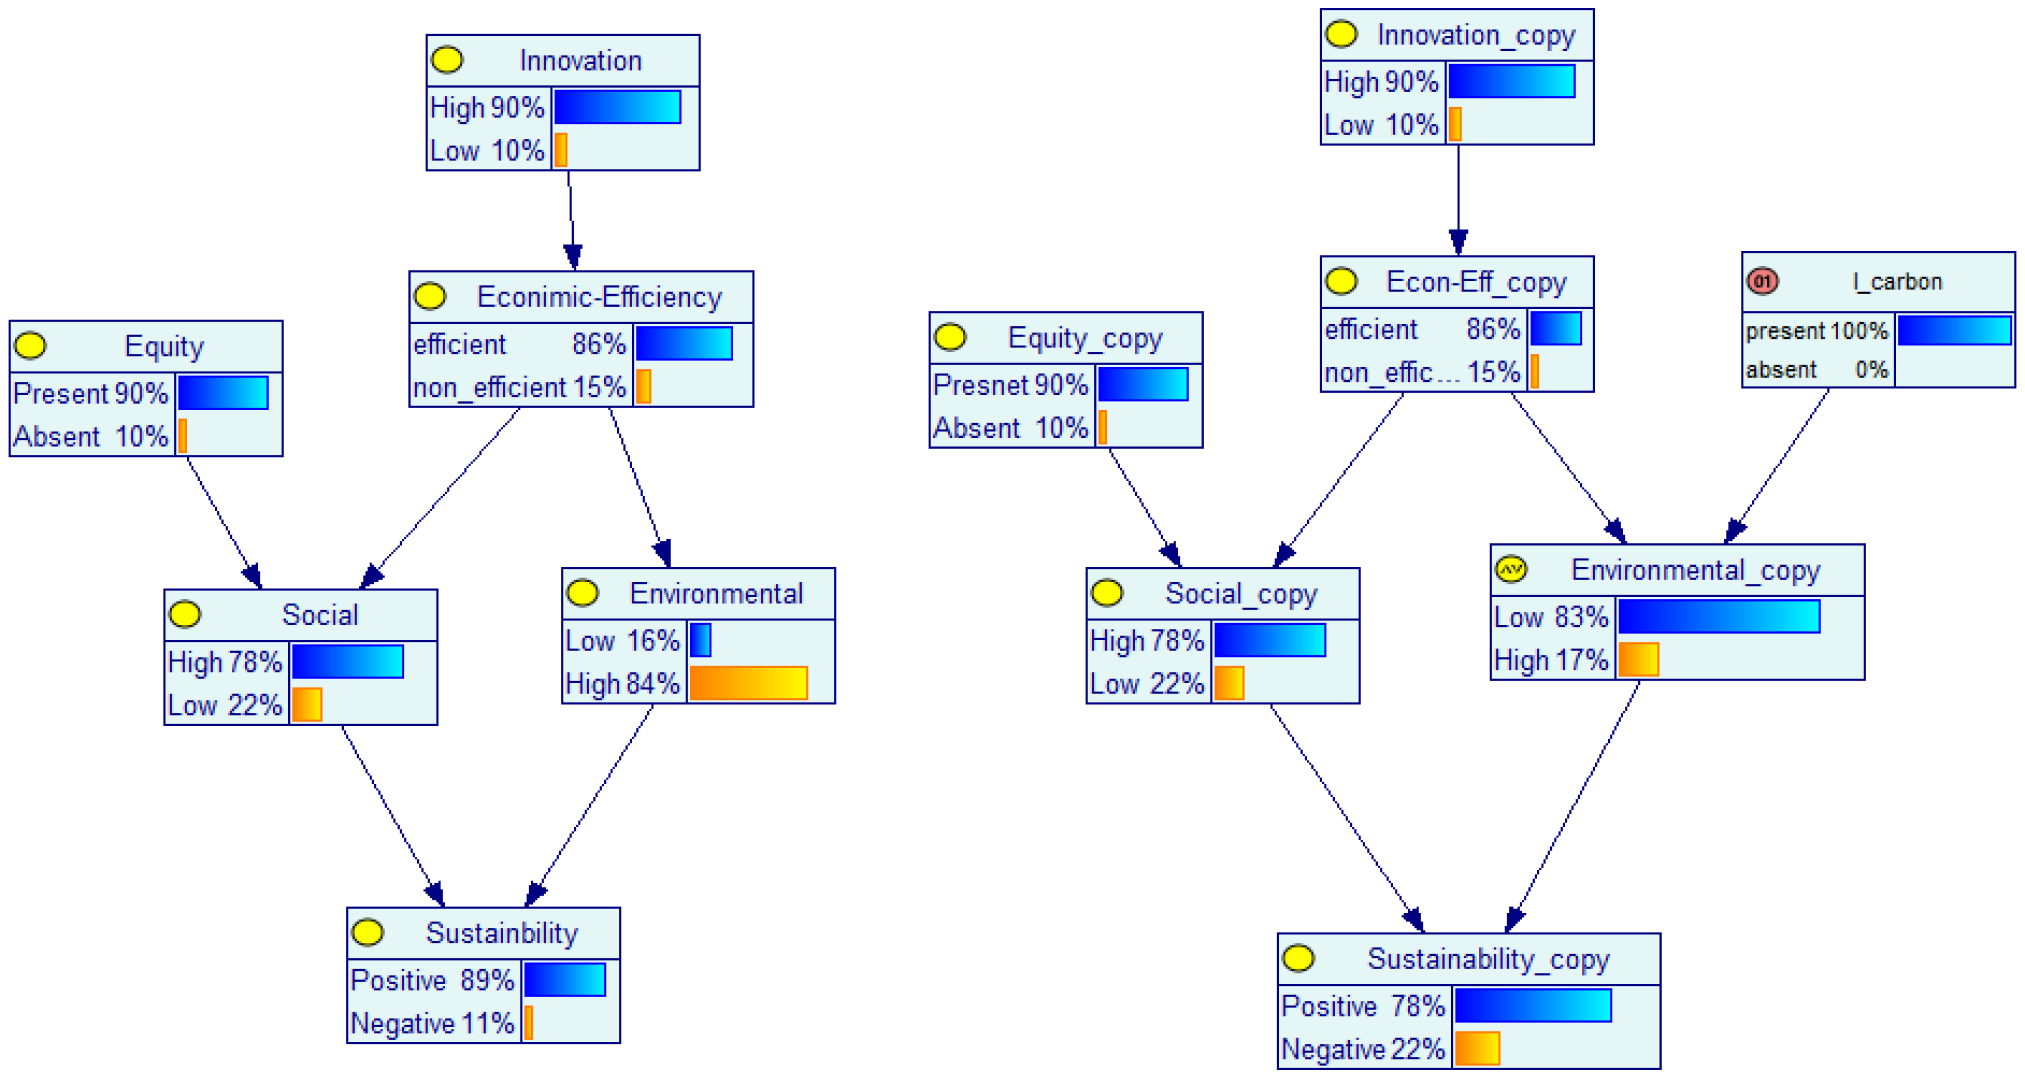 Innovation
High 90%
Low 10%
Econimic-Efficiency
efficient 86%
non_efficient 15%
Equity
Present 90%
Absent 10%
Social
High 78%
Low 22%
Environmental
Low 16%
High 84%
Sustainbility
Positive 89%
Negative 11%
Innovation_copy
High 90%
Low 10%
Econ-Eff_copy
efficient 86%
non_effic... 15%
01
I_carbon
present 100%
absent 0%
Equity_copy
Presnet 90%
Absent 10%
Social_copy
High 78%
Low 22%
Environmental_copy
Low 83%
High 17%
Sustainability_copy
Positive 78%
Negative 22%